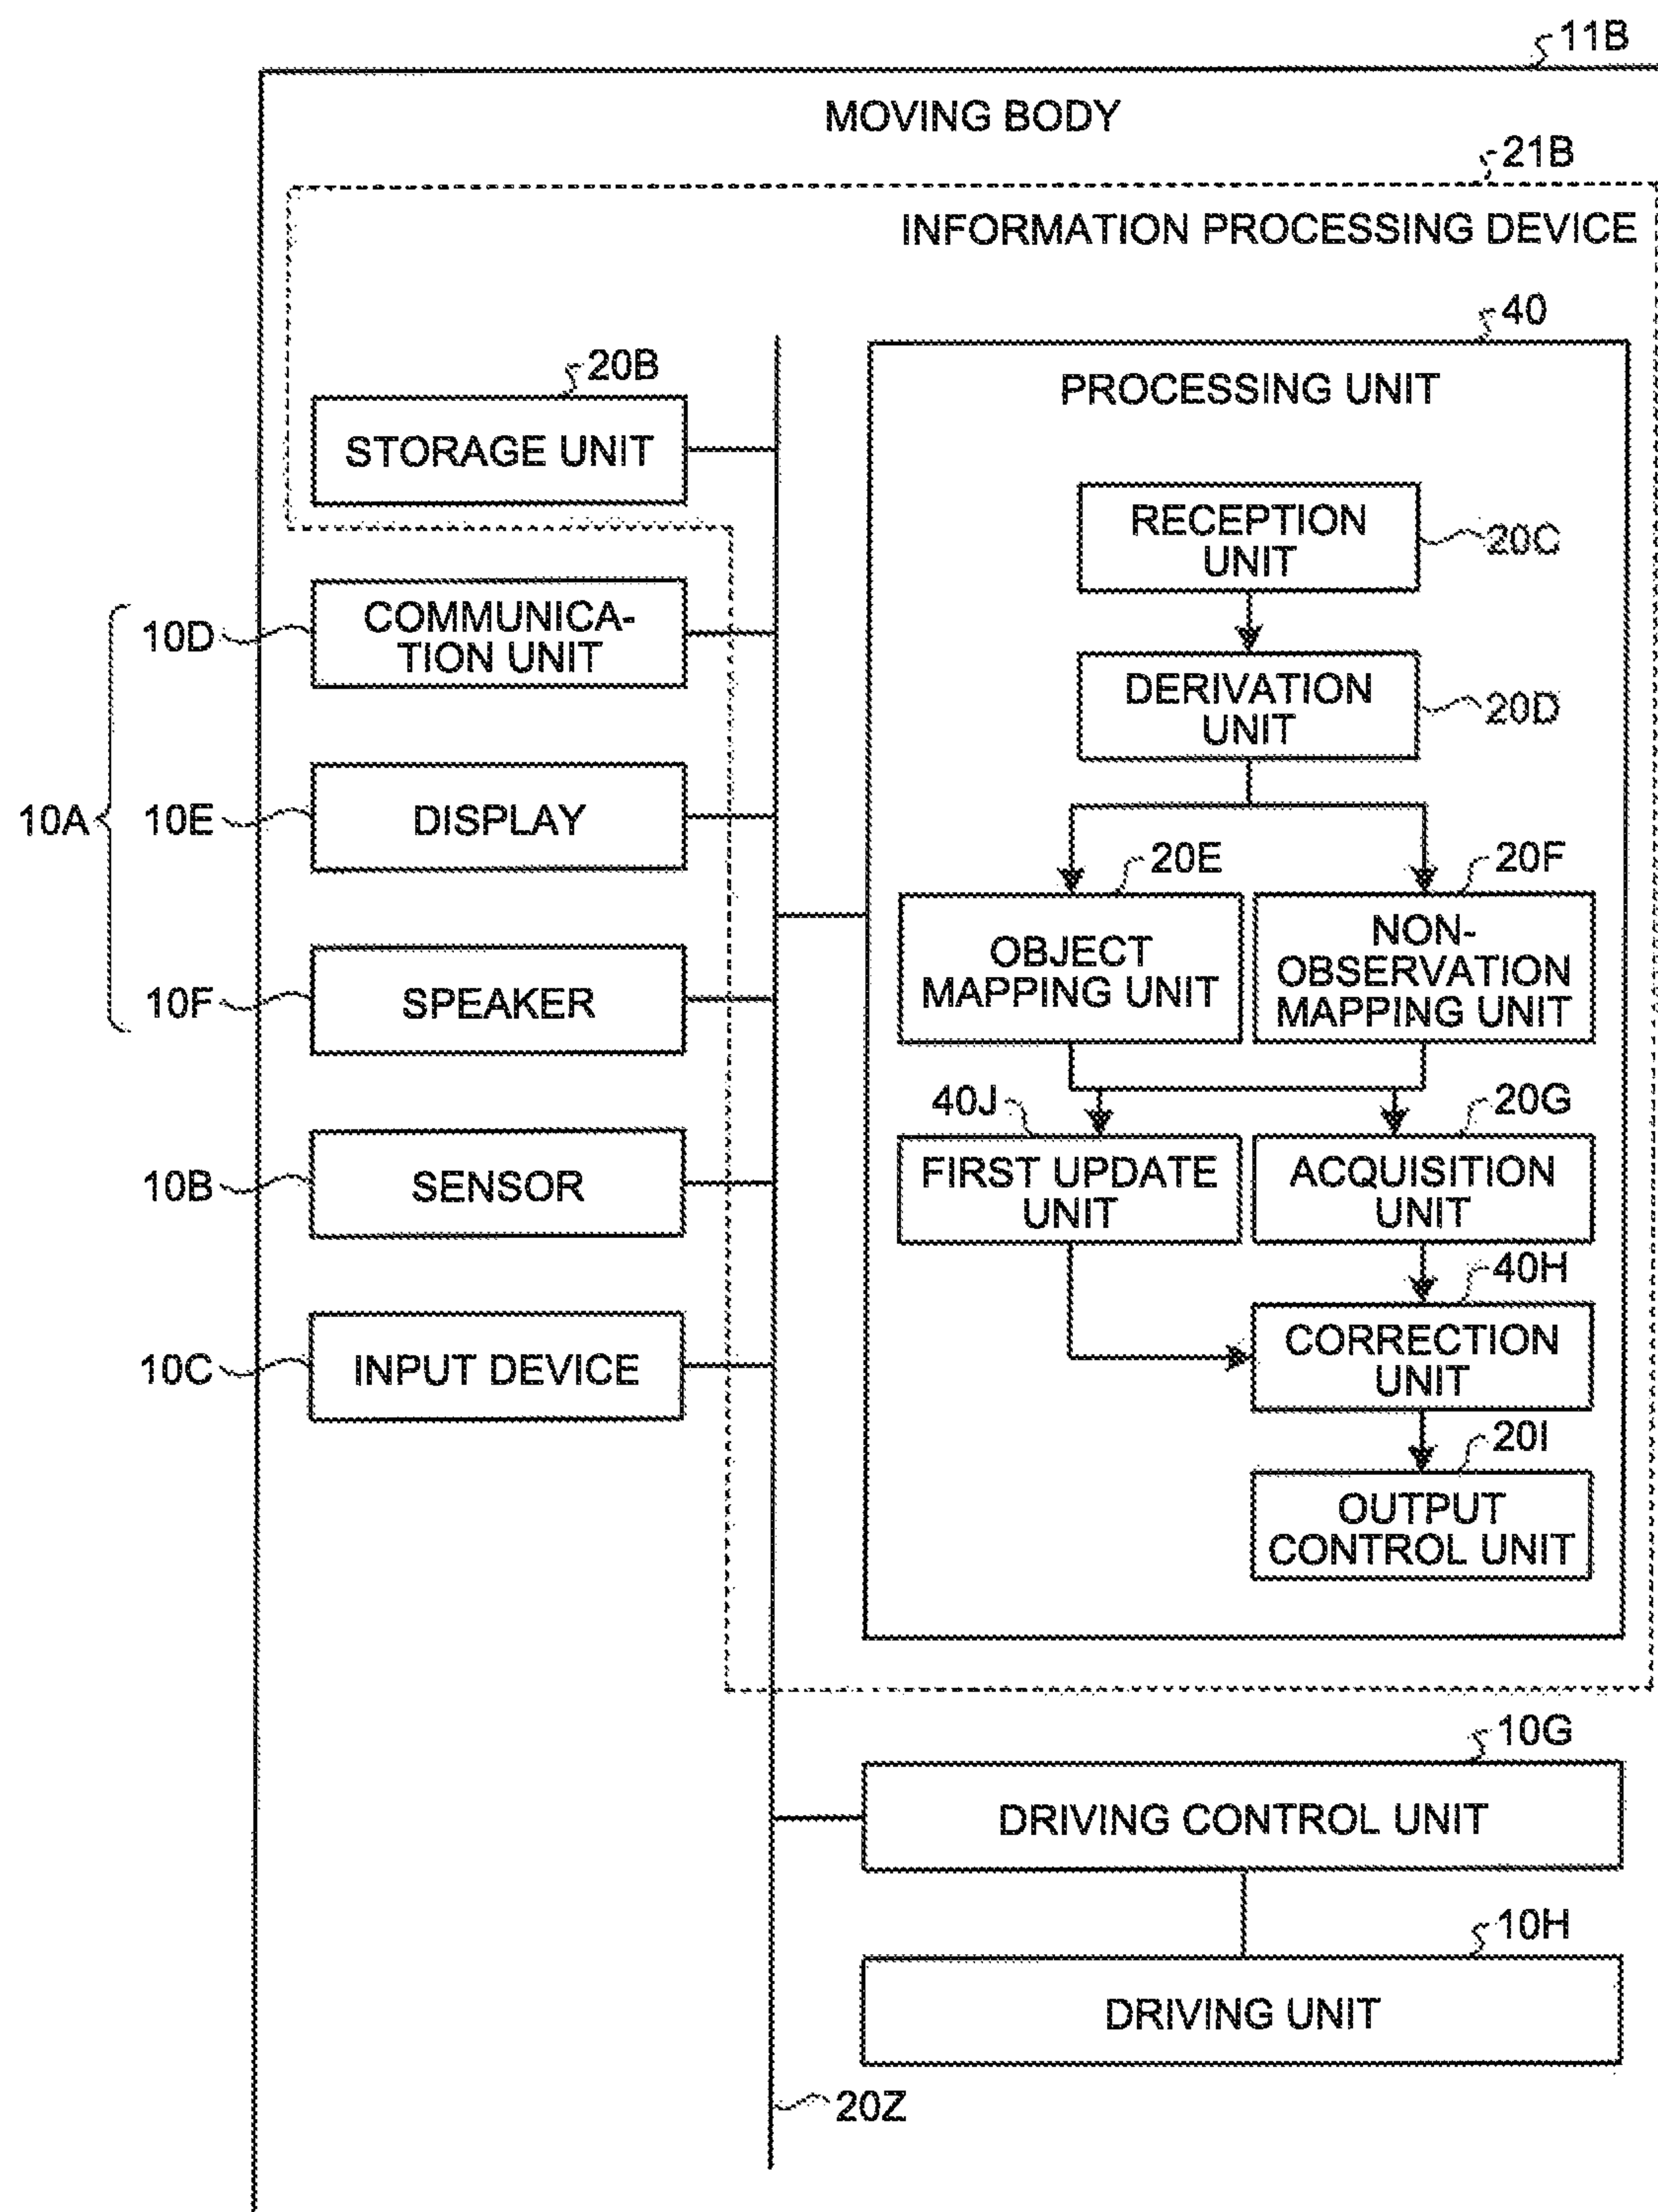 11B
MOVING BODY
21B
INFORMATION PROCESSING DEVICE
40
PROCESSING UNIT
20B
STORAGE UNIT
RECEPTION
UNIT
20C
10D
COMMUNICA-
TION UNIT
DERIVATION
UNIT
20D
10A
10E
DISPLAY
20E
20F
OBJECT
MAPPING UNIT
NON-
OBSERVATION
MAPPING UNIT
10F
SPEAKER
40J
20G
FIRST UPDATE
UNIT
ACQUISITION
UNIT
10B
SENSOR
40H
CORRECTION
UNIT
10C
INPUT DEVICE
20I
OUTPUT
CONTROL UNIT
10G
DRIVING CONTROL UNIT
10H
DRIVING UNIT
20Z